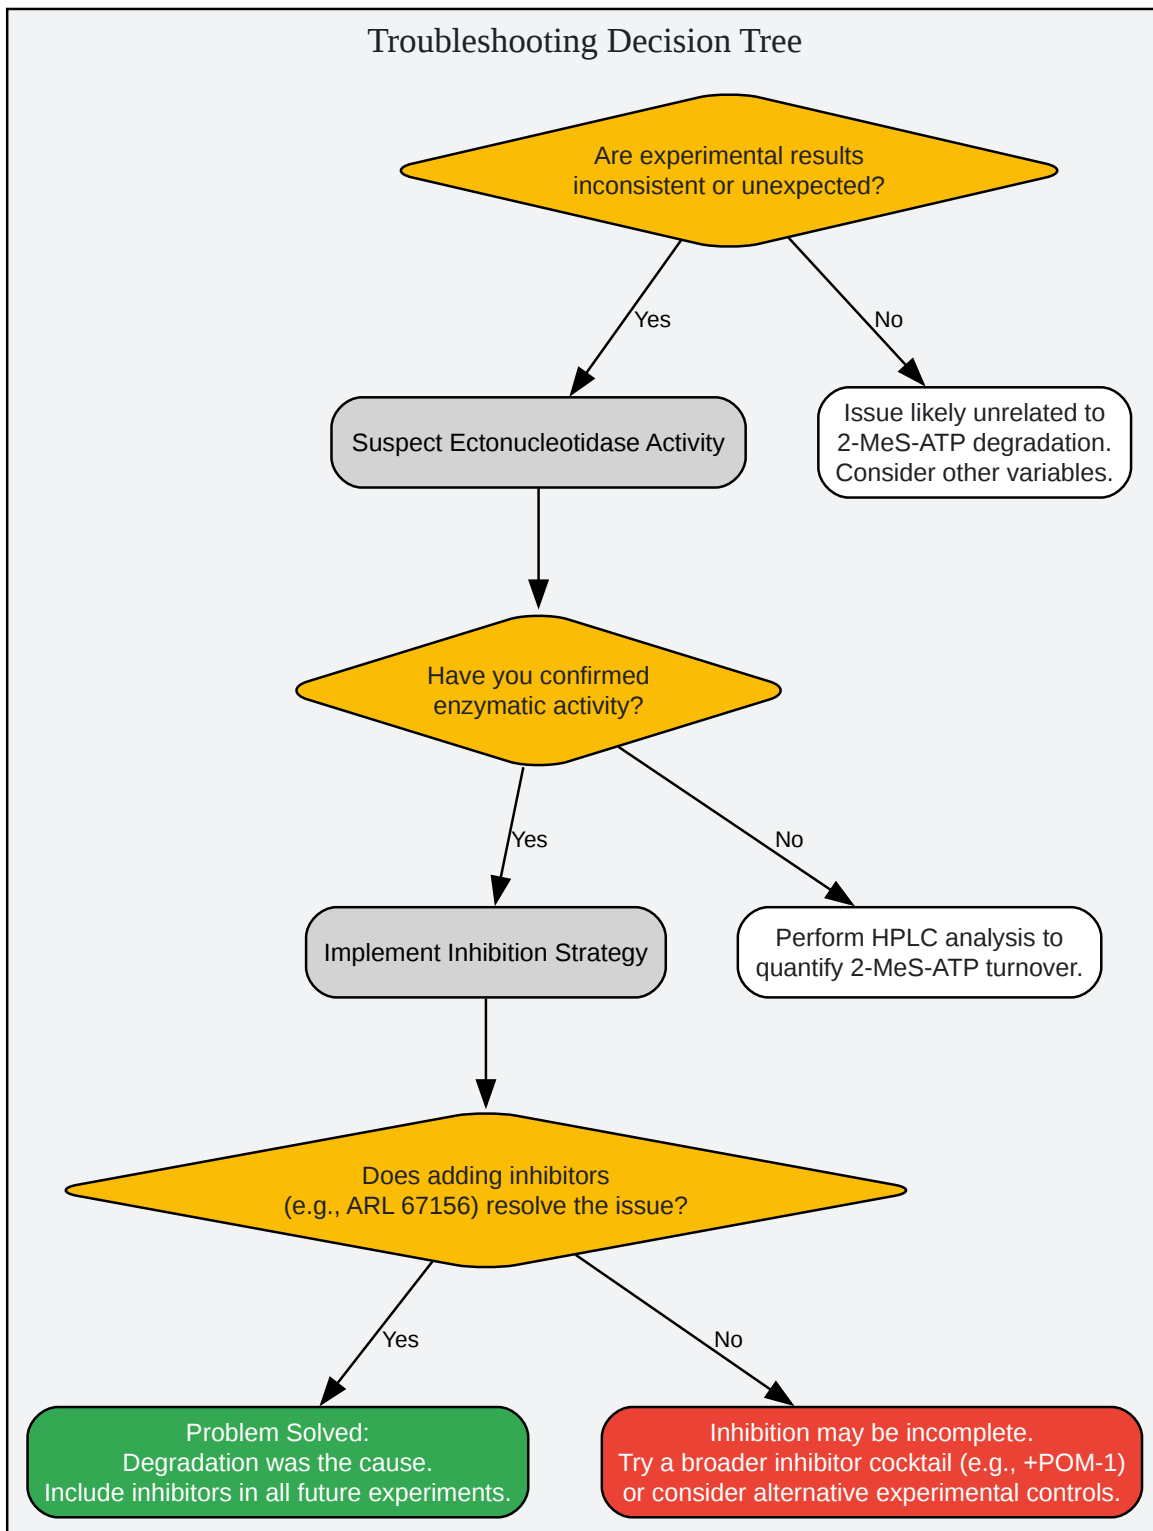 Troubleshooting Decision Tree
Are experimental results
inconsistent or unexpected?
Yes
No
Suspect Ectonucleotidase Activity
Issue likely unrelated to
2-MeS-ATP degradation.
Consider other variables.
Have you confirmed
enzymatic activity?
Yes
No
Implement Inhibition Strategy
Perform HPLC analysis to
quantify 2-MeS-ATP turnover.
Does adding inhibitors
(e.g., ARL 67156) resolve the issue?
Yes
No
Problem Solved:
Degradation was the cause.
Include inhibitors in all future experiments.
Inhibition may be incomplete.
Try a broader inhibitor cocktail (e.g., +POM-1)
or consider alternative experimental controls.